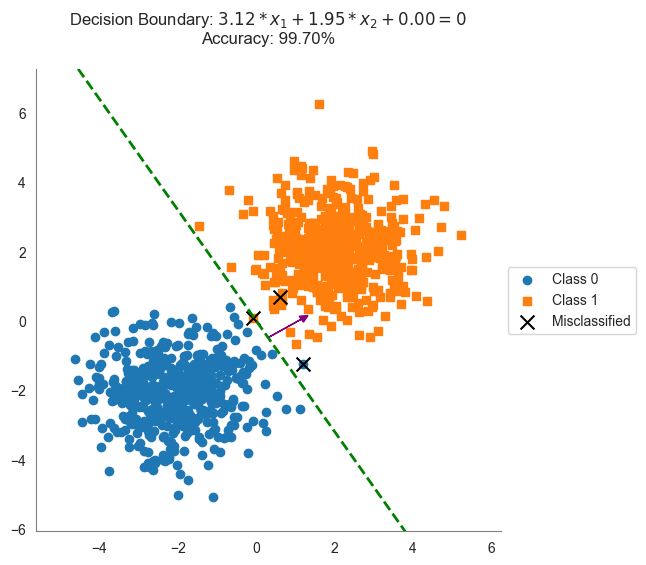 Decision Boundary: 3.12 * x₁ + 1.95 * x₂ + 0.00 = 0
Accuracy: 99.70%
6
4
2
0
−2
−4
−6
−4
−2
0
2
4
6
Class 0
Class 1
Misclassified